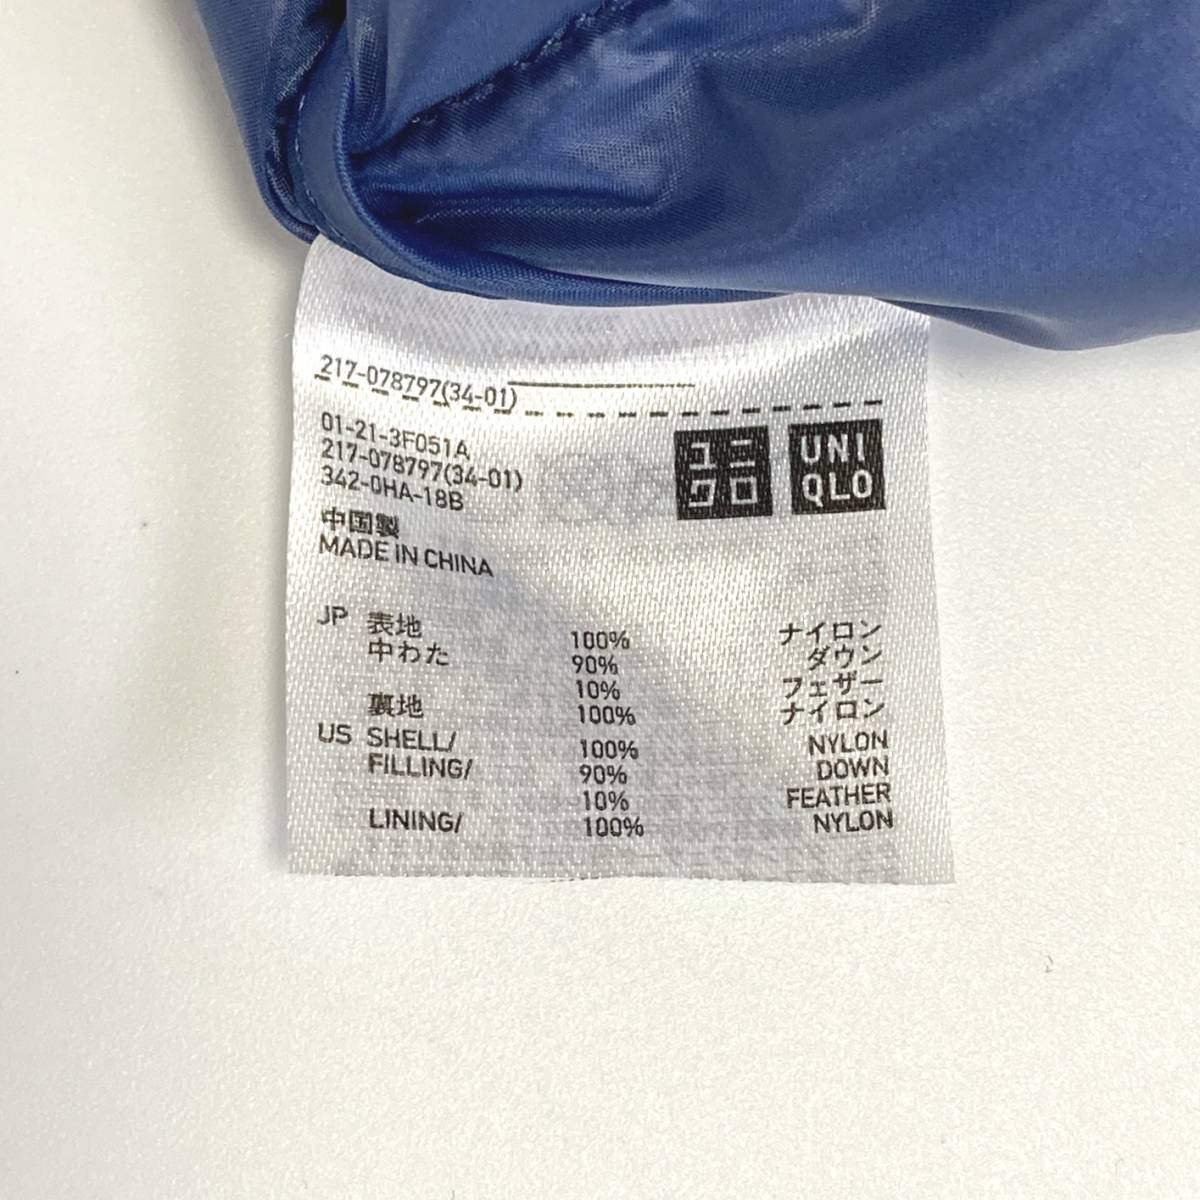 217-078797(34-01)
01-21-3F051A
217-078797(34-01)
342-0HA-18B
ユニ
クロ
UNI
QLO
中国製
MADE IN CHINA
JP 表地 100% ナイロン
中わた 90% ダウン
10% フェザー
裏地 100% ナイロン
US SHELL/ 100% NYLON
FILLING/ 90% DOWN
10% FEATHER
LINING/ 100% NYLON